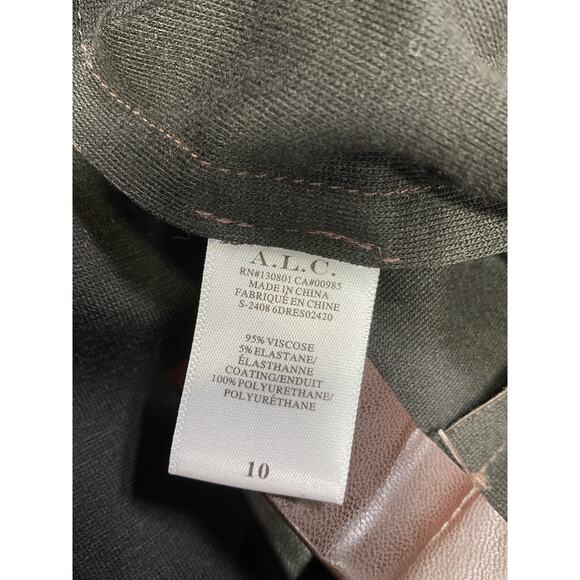 A.L.C.
RN#130801 CA#00985
MADE IN CHINA
FABRIQUÉ EN CHINE
S-2408 6DRES02420
95% VISCOSE
5% ELASTANE/
ÉLASTHANNE
COATING/ENDUIT
100% POLYURETHANE/
POLYURÉTHANE
10